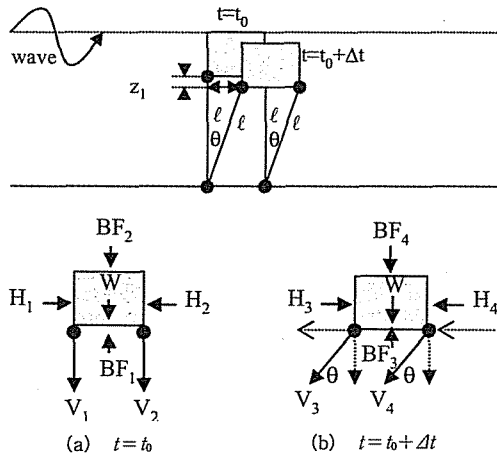 t=t₀
wave
t=t₀+Δt
z₁
ℓ ℓ ℓ ℓ
θ θ
BF₂
W
H₁ H₂
BF₁
V₁ V₂
(a) t=t₀
BF₄
W
H₃ H₄
BF₃
θ θ
V₃ V₄
(b) t=t₀+Δt